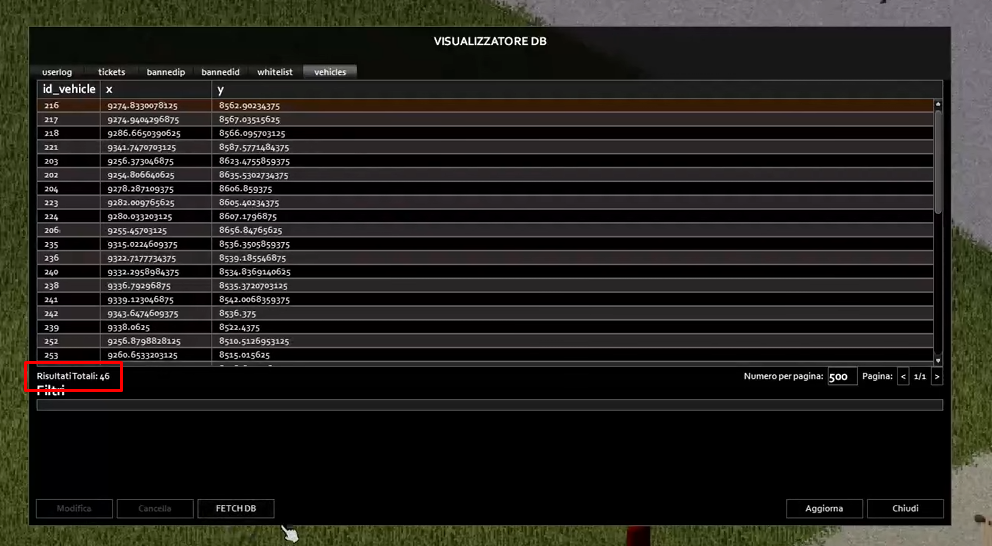 VISUALIZZATORE DB
userlog tickets bannedip bannedid whitelist vehicles
id_vehicle x y
216 9274.8330078125 8562.90234375
217 9274.9404296875 8567.03515625
218 9286.6650390625 8566.095703125
221 9341.7470703125 8587.5771484375
203 9256.373046875 8623.4755859375
202 9254.806640625 8635.5302734375
204 9278.287109375 8606.859375
223 9282.009765625 8605.40234375
224 9280.033203125 8607.1796875
206 9255.45703125 8656.84765625
235 9315.0224609375 8536.3505859375
236 9322.7177734375 8539.185546875
240 9332.2958984375 8534.8369140625
238 9336.79296875 8535.3720703125
241 9339.123046875 8542.0068359375
242 9343.6474609375 8536.375
239 9338.0625 8522.4375
252 9256.8798828125 8510.5126953125
253 9260.6533203125 8515.015625
Risultati Totali: 46 Numero per pagina: 500 Pagina: < 1/1 >
Filtri
Modifica Cancella FETCH DB Aggiorna Chiudi